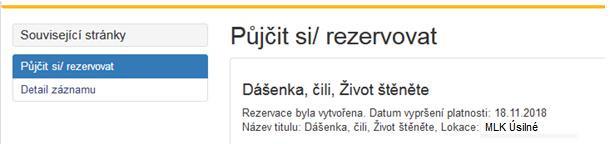 Související stránky
Půjčit si/ rezervovat
Detail záznamu
Půjčit si/ rezervovat
Dášenka, čili, Život štěněte
Rezervace byla vytvořena. Datum vypršení platnosti: 18.11.2018
Název titulu: Dášenka, čili, Život štěněte, Lokace: MLK Úsilné